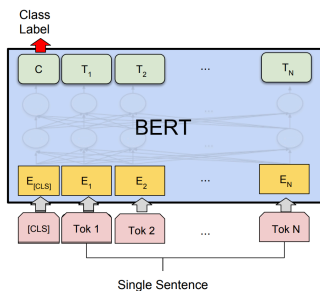 Class
Label
C T1 T2 ... TN
BERT
E[CLS] E1 E2 ... EN
[CLS] Tok 1 Tok 2 ... Tok N
Single Sentence